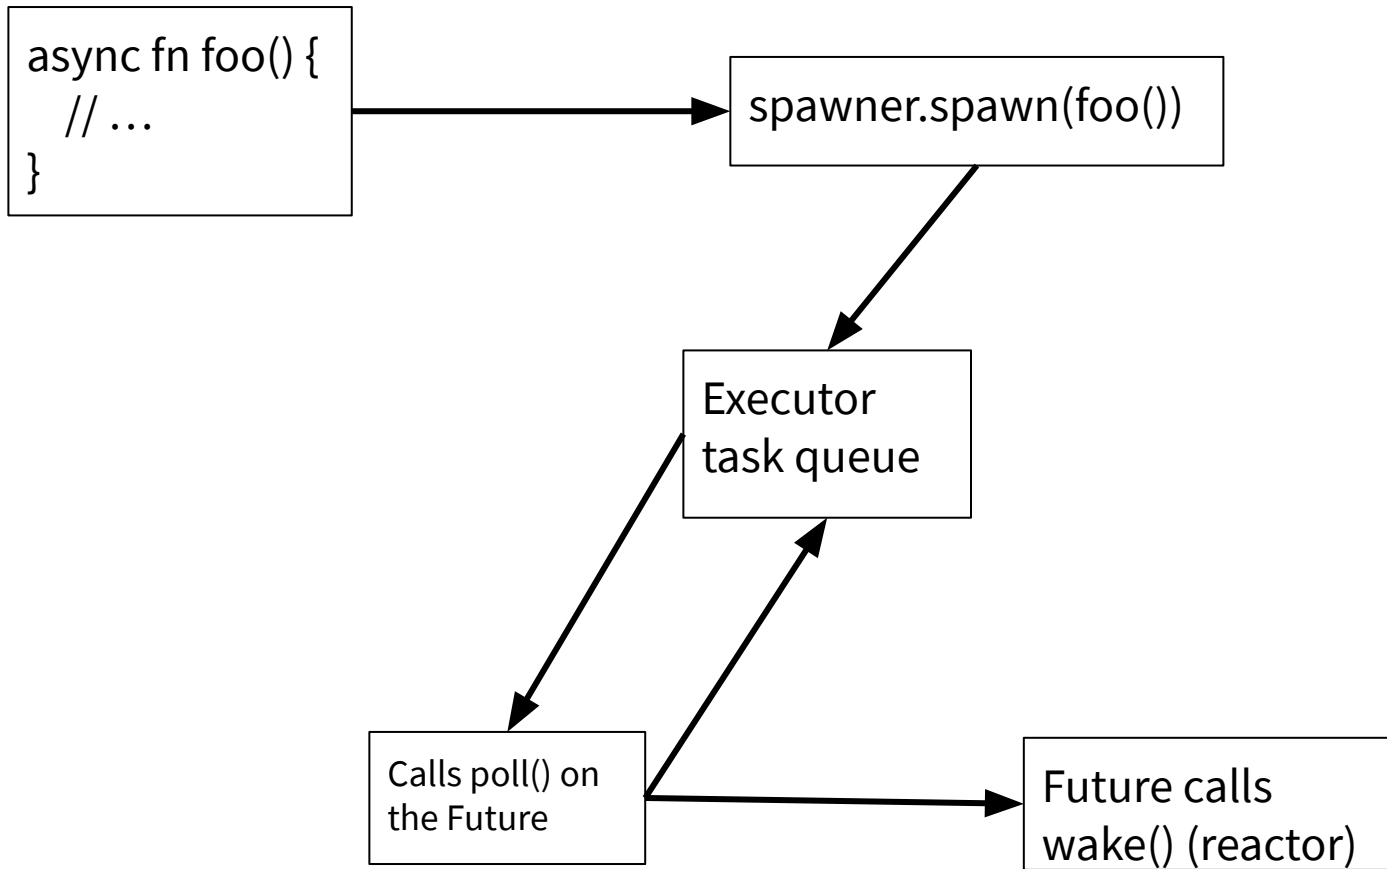 async fn foo() {
// …
}
spawner.spawn(foo())
Executor
task queue
Calls poll() on
the Future
Future calls
wake() (reactor)